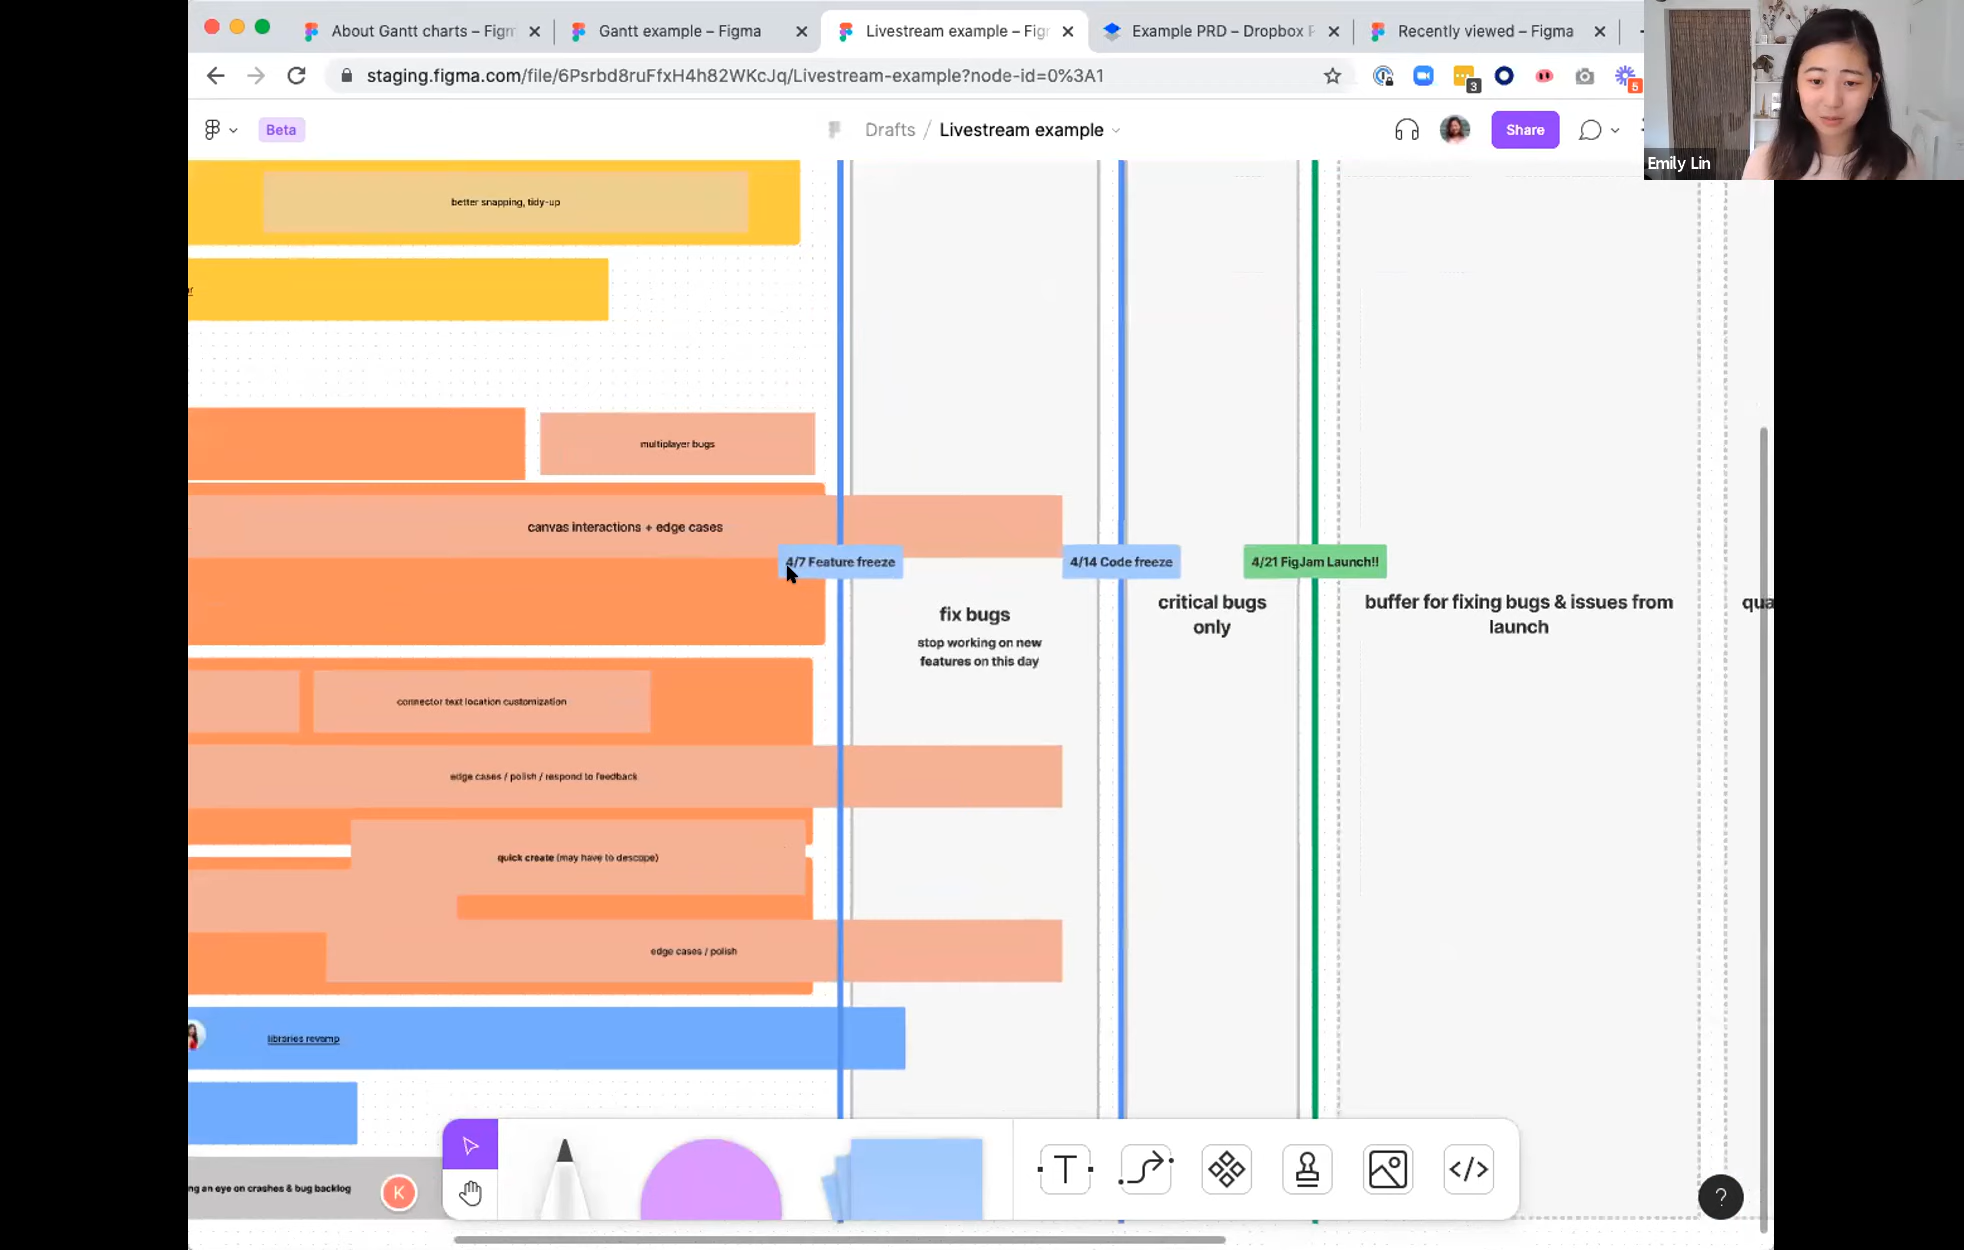 About Gantt charts – Figm
Gantt example – Figma
Livestream example – Figr
Example PRD – Dropbox P
Recently viewed – Figma
staging.figma.com/file/6Psrbd8ruFfxH4h82WKcJq/Livestream-example?node-id=0%3A1
3
5
Emily Lin
Beta
Drafts / Livestream example
Share
better snapping, tidy-up
multiplayer bugs
canvas interactions + edge cases
4/7 Feature freeze
4/14 Code freeze
4/21 FigJam Launch!!
fix bugs
stop working on new
features on this day
critical bugs
only
buffer for fixing bugs & issues from
launch
qua
connector text location customization
edge cases / polish / respond to feedback
quick create (may have to descope)
edge cases / polish
libraries revamp
ng an eye on crashes & bug backlog
K
T
</>
?